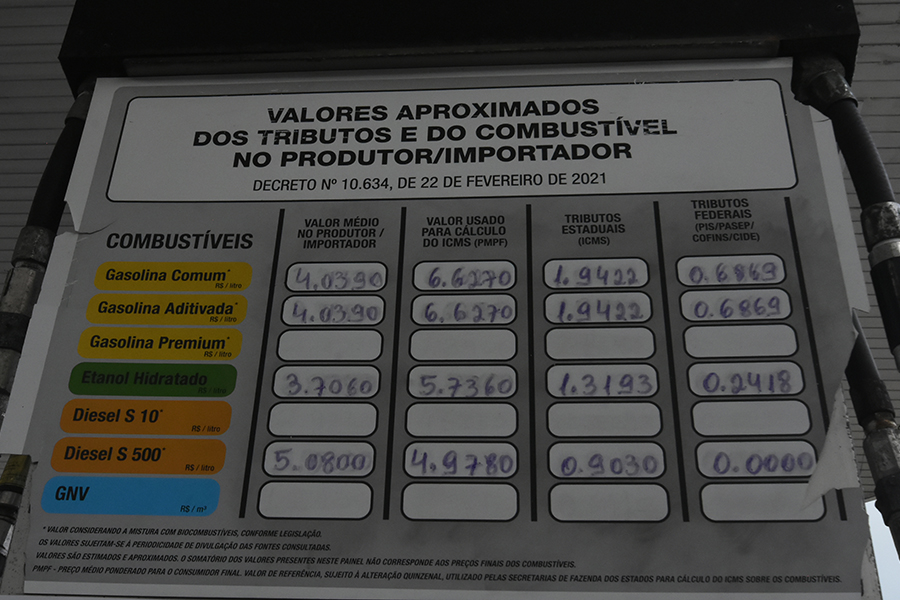 VALORES APROXIMADOS
DOS TRIBUTOS E DO COMBUSTÍVEL
NO PRODUTOR/IMPORTADOR
DECRETO Nº 10.634, DE 22 DE FEVEREIRO DE 2021
COMBUSTÍVEIS
VALOR MÉDIO
NO PRODUTOR /
IMPORTADOR
VALOR USADO
PARA CÁLCULO
DO ICMS (PMPF)
TRIBUTOS
ESTADUAIS
(ICMS)
TRIBUTOS
FEDERAIS
(PIS/PASEP/
COFINS/CIDE)
Gasolina Comum* R$ / litro 4.0390 6.6270 1.9422 0.6869
Gasolina Aditivada* R$ / litro 4.0390 6.6270 1.9422 0.6869
Gasolina Premium* R$ / litro
Etanol Hidratado R$ / litro 3.7060 5.7360 1.3193 0.2418
Diesel S 10* R$ / litro
Diesel S 500* R$ / litro 5.0800 4.9780 0.9030 0.0000
GNV R$ / m³
* VALOR CONSIDERANDO A MISTURA COM BIOCOMBUSTÍVEIS, CONFORME LEGISLAÇÃO.
OS VALORES SUJEITAM-SE À PERIODICIDADE DE DIVULGAÇÃO DAS FONTES CONSULTADAS.
VALORES SÃO ESTIMADOS E APROXIMADOS. O SOMATÓRIO DOS VALORES PRESENTES NESTE PAINEL NÃO CORRESPONDE AOS PREÇOS FINAIS DOS COMBUSTÍVEIS.
PMPF - PREÇO MÉDIO PONDERADO PARA O CONSUMIDOR FINAL. VALOR DE REFERÊNCIA, SUJEITO À ALTERAÇÃO QUINZENAL, UTILIZADO PELAS SECRETARIAS DE FAZENDA DOS ESTADOS PARA CÁLCULO DO ICMS SOBRE OS COMBUSTÍVEIS.